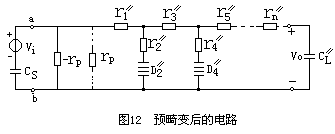 a r₁″ r₃″ r₅″ rₙ″ +
+ Vi - -rp rp r₂″ r₄″ Vo CL″
CS D₂″ D₄″
b -
图12 预畸变后的电路